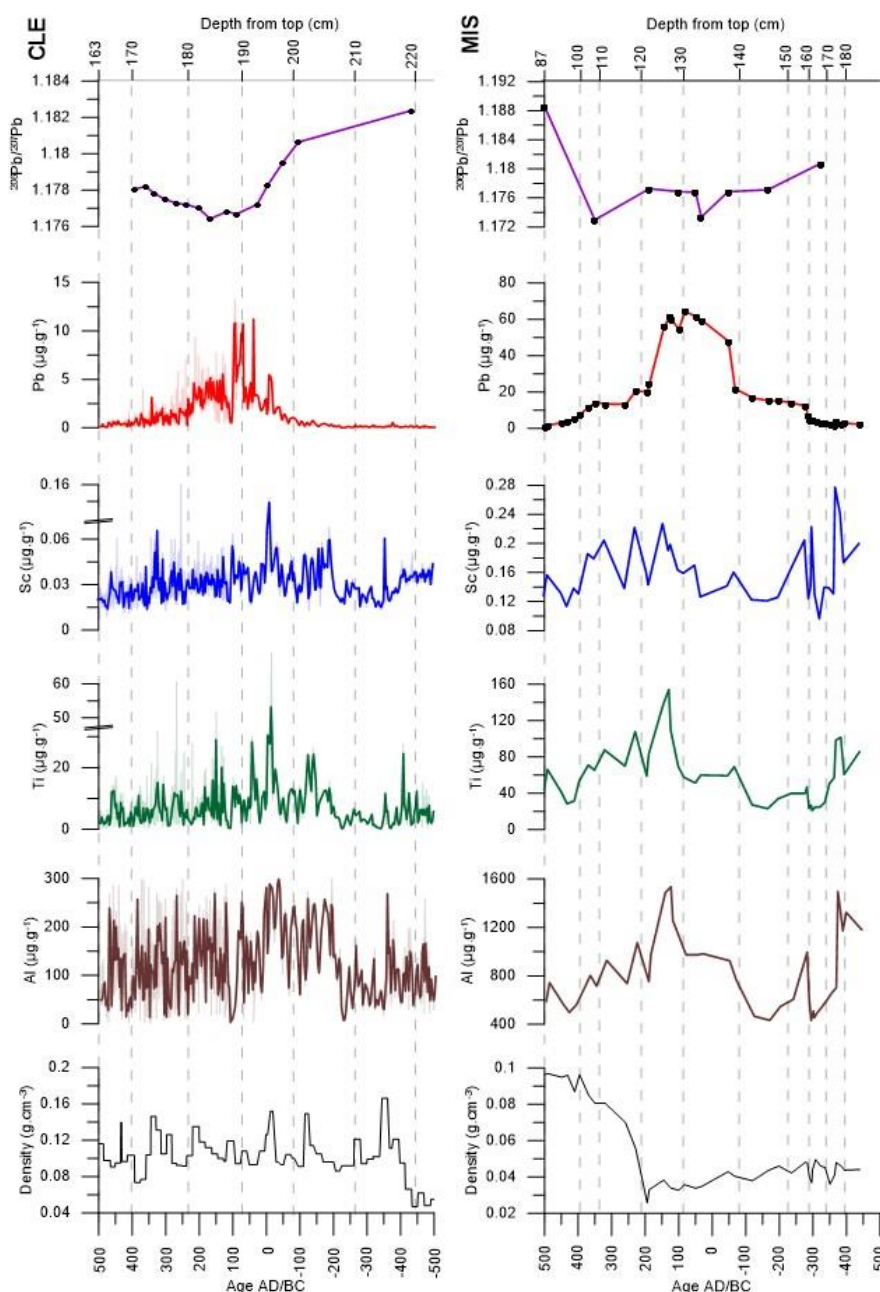 CLE
Depth from top (cm)
163 170 180 190 200 210 220
1.184
1.182
1.18
1.178
1.176
²⁰⁶Pb/²⁰⁷Pb
15
10
5
0
Pb (µg.g⁻¹)
0.16
0.06
0.03
0
Sc (µg.g⁻¹)
60
50
20
0
Ti (µg.g⁻¹)
300
200
100
0
Al (µg.g⁻¹)
0.2
0.16
0.12
0.08
0.04
Density (g.cm⁻³)
500 400 300 200 100 0 -100 -200 -300 -400 -500
Age AD/BC
MIS
Depth from top (cm)
87 100 110 120 130 140 150 160 170 180
1.192
1.188
1.184
1.18
1.176
1.172
²⁰⁶Pb/²⁰⁷Pb
80
60
40
20
0
Pb (µg.g⁻¹)
0.28
0.24
0.2
0.16
0.12
0.08
Sc (µg.g⁻¹)
160
120
80
40
0
Ti (µg.g⁻¹)
1600
1200
800
400
Al (µg.g⁻¹)
0.1
0.08
0.06
0.04
0.02
Density (g.cm⁻³)
500 400 300 200 100 0 -100 -200 -300 -400 -500
Age AD/BC